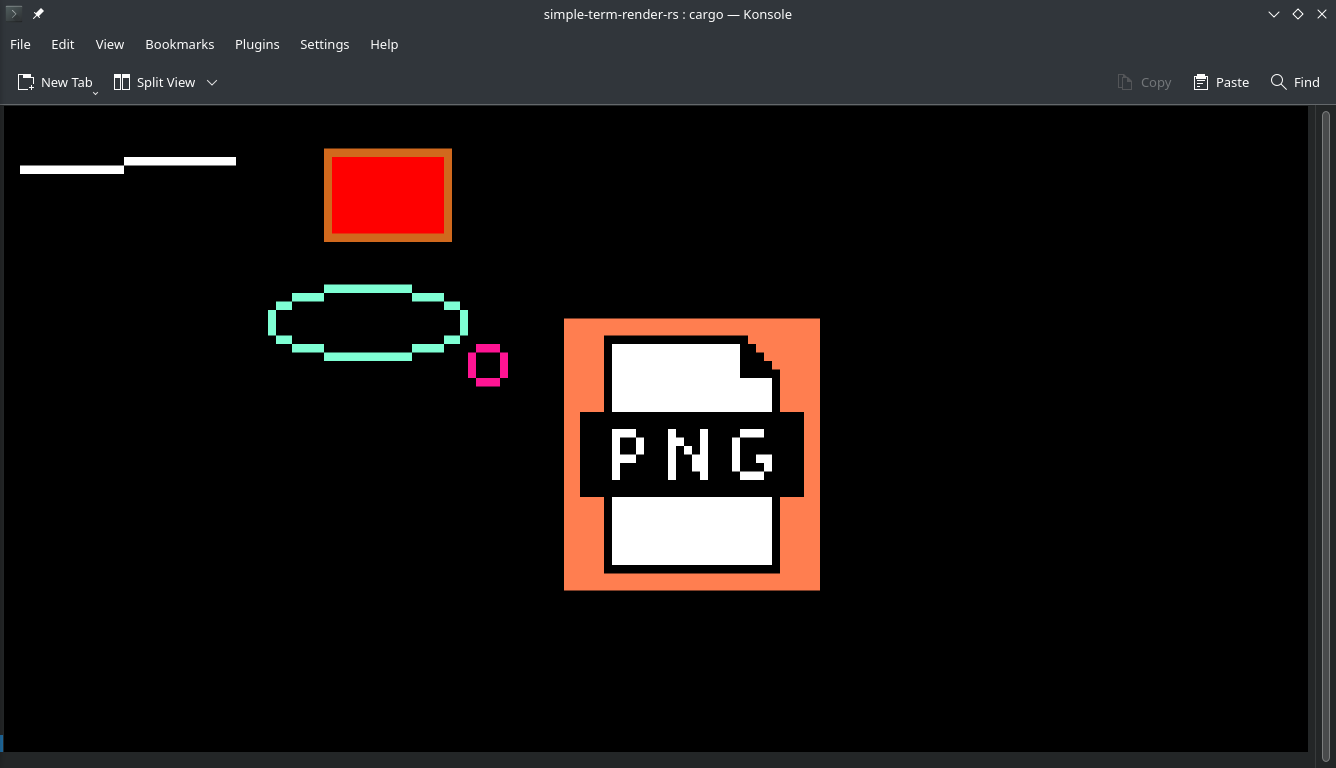 simple-term-render-rs : cargo — Konsole
File Edit View Bookmarks Plugins Settings Help
New Tab Split View Copy Paste Find
PNG